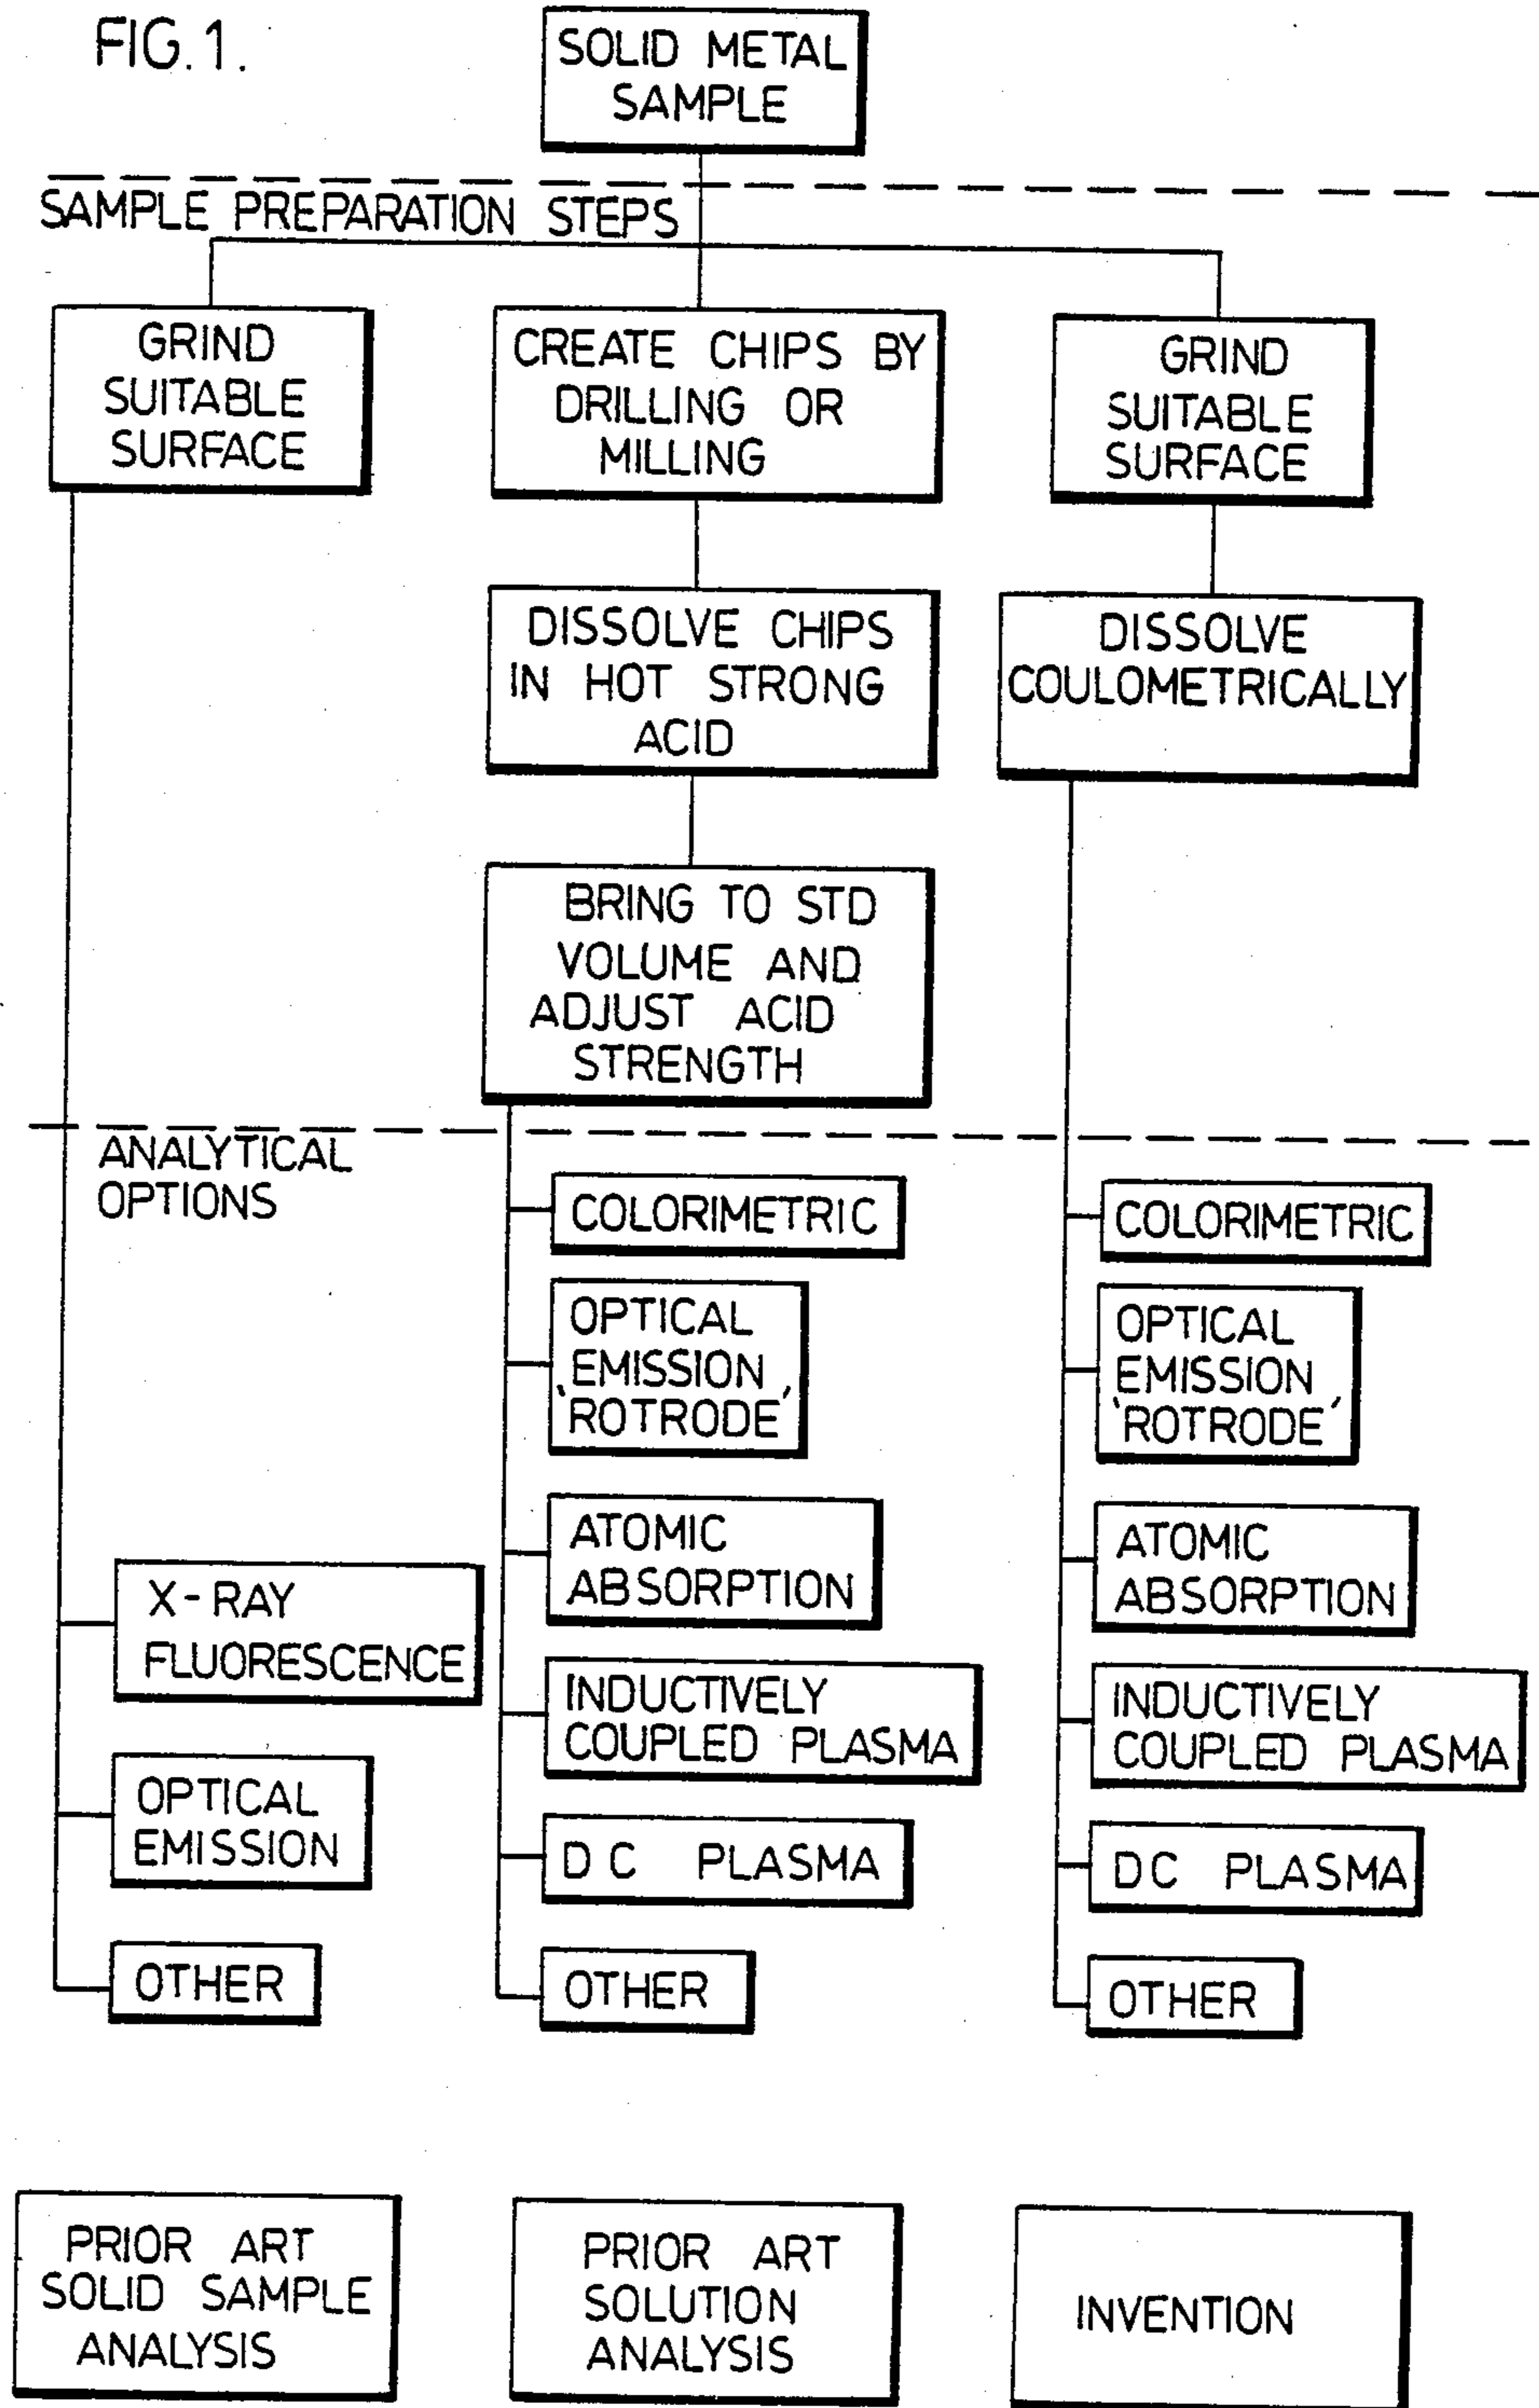 FIG.1.
SOLID METAL
SAMPLE
SAMPLE PREPARATION STEPS
GRIND
SUITABLE
SURFACE
CREATE CHIPS BY
DRILLING OR
MILLING
GRIND
SUITABLE
SURFACE
DISSOLVE CHIPS
IN HOT STRONG
ACID
DISSOLVE
COULOMETRICALLY
BRING TO STD
VOLUME AND
ADJUST ACID
STRENGTH
ANALYTICAL
OPTIONS
X-RAY
FLUORESCENCE
OPTICAL
EMISSION
OTHER
COLORIMETRIC
OPTICAL
EMISSION
'ROTRODE'
ATOMIC
ABSORPTION
INDUCTIVELY
COUPLED PLASMA
DC PLASMA
OTHER
COLORIMETRIC
OPTICAL
EMISSION
'ROTRODE'
ATOMIC
ABSORPTION
INDUCTIVELY
COUPLED PLASMA
DC PLASMA
OTHER
PRIOR ART
SOLID SAMPLE
ANALYSIS
PRIOR ART
SOLUTION
ANALYSIS
INVENTION